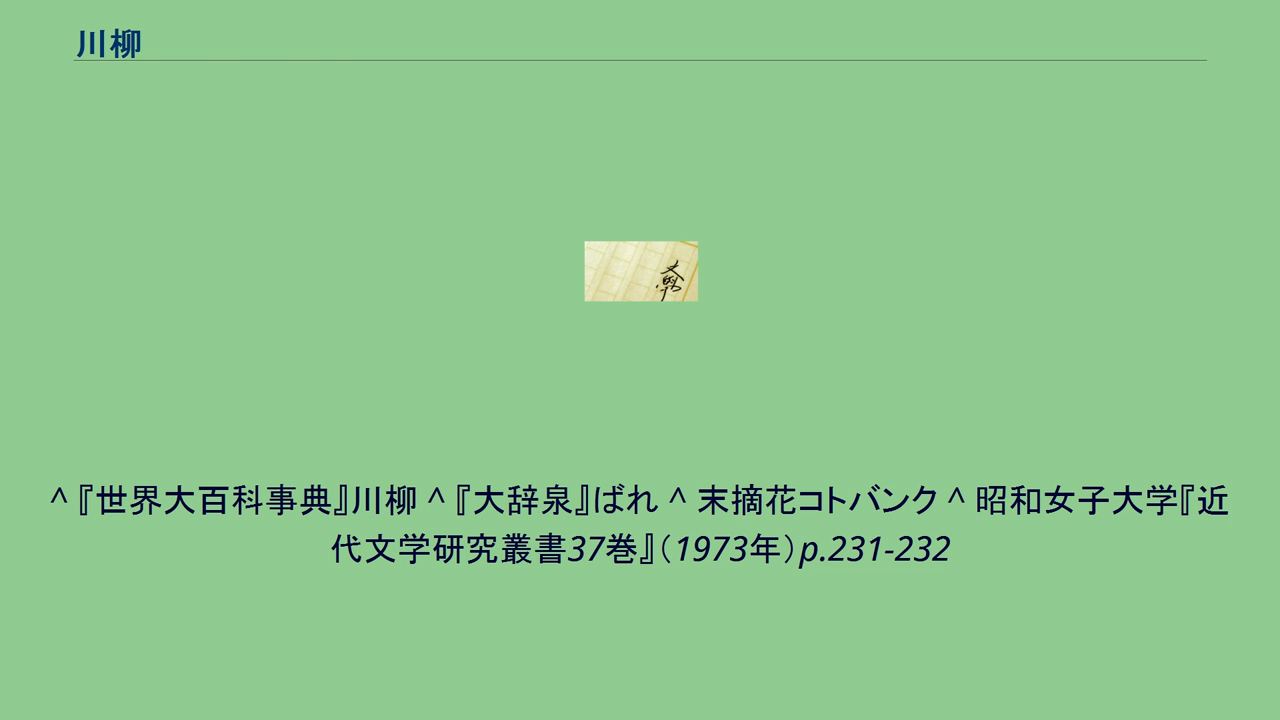 川柳
^『世界大百科事典』川柳 ^『大辞泉』ばれ ^ 末摘花コトバンク ^ 昭和女子大学『近
代文学研究叢書37巻』（1973年）p.231-232